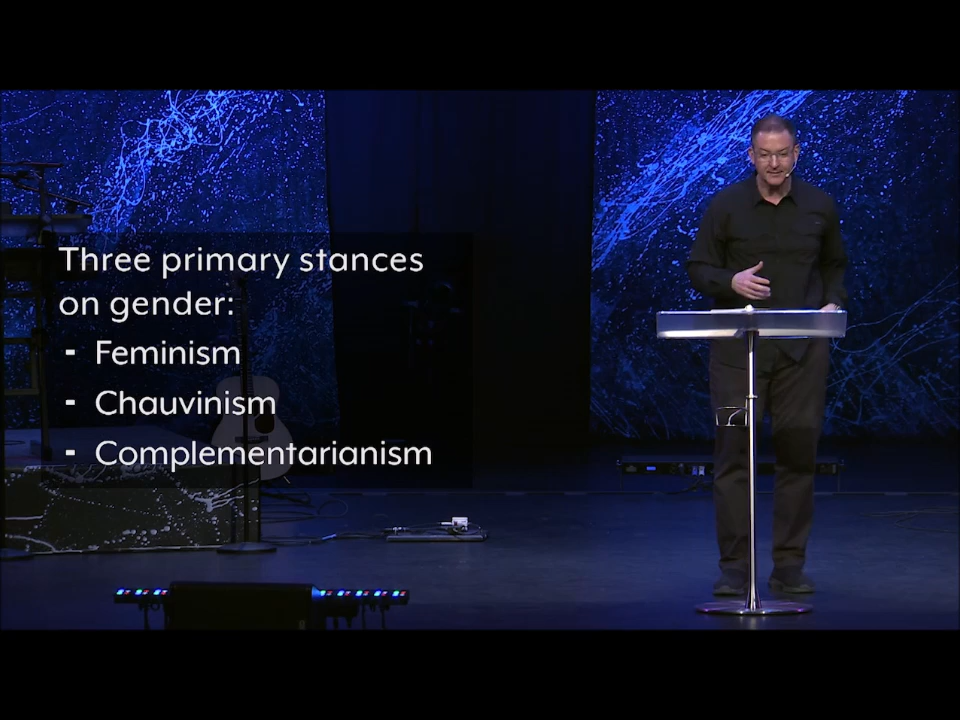 Three primary stances
on gender:
- Feminism
- Chauvinism
- Complementarianism